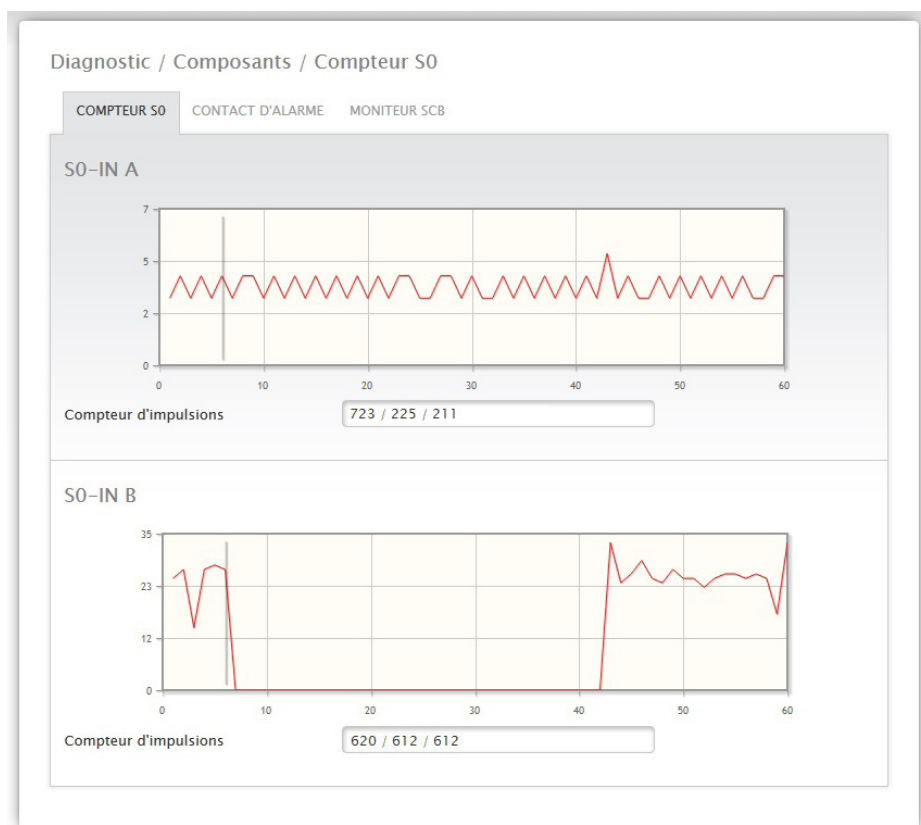 Diagnostic / Composants / Compteur S0
COMPTEUR S0 CONTACT D'ALARME MONITEUR SCB
S0-IN A
7
5
2
0
0 10 20 30 40 50 60
Compteur d'impulsions 723 / 225 / 211
S0-IN B
35
23
12
0
0 10 20 30 40 50 60
Compteur d'impulsions 620 / 612 / 612